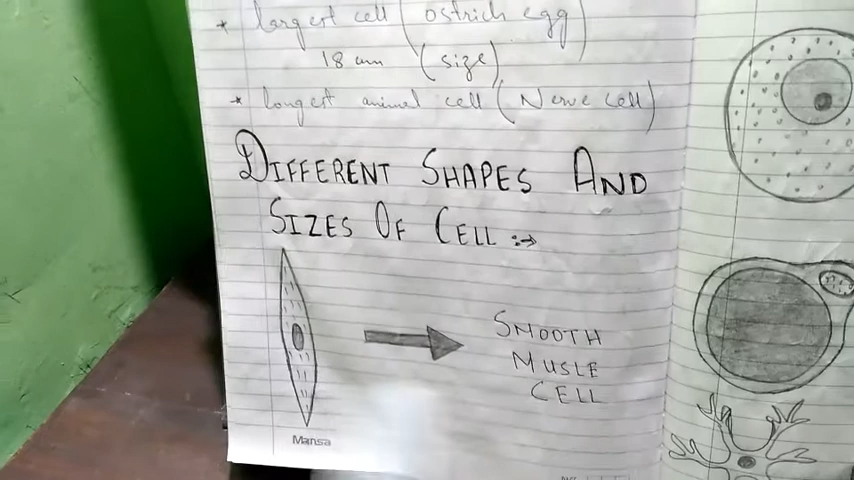 * largest cell (ostrich egg)
18 cm (size)
* longest animal cell (Nerve cell)
DIFFERENT SHAPES AND
SIZES OF CELL :→
SMOOTH
MUSLE
CELL
Mansa